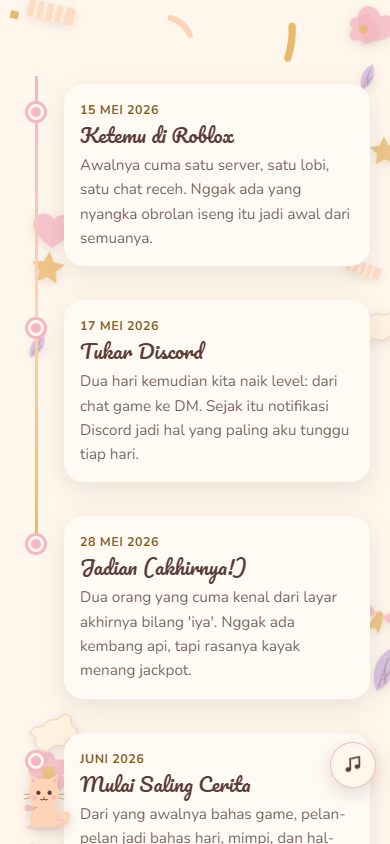 15 MEI 2026
Ketemu di Roblox
Awalnya cuma satu server, satu lobi,
satu chat receh. Nggak ada yang
nyangka obrolan iseng itu jadi awal dari
semuanya.
17 MEI 2026
Tukar Discord
Dua hari kemudian kita naik level: dari
chat game ke DM. Sejak itu notifikasi
Discord jadi hal yang paling aku tunggu
tiap hari.
28 MEI 2026
Jadian (akhirnya!)
Dua orang yang cuma kenal dari layar
akhirnya bilang 'iya'. Nggak ada
kembang api, tapi rasanya kayak
menang jackpot.
JUNI 2026
Mulai Saling Cerita
Dari yang awalnya bahas game, pelan-
pelan jadi bahas hari, mimpi, dan hal-